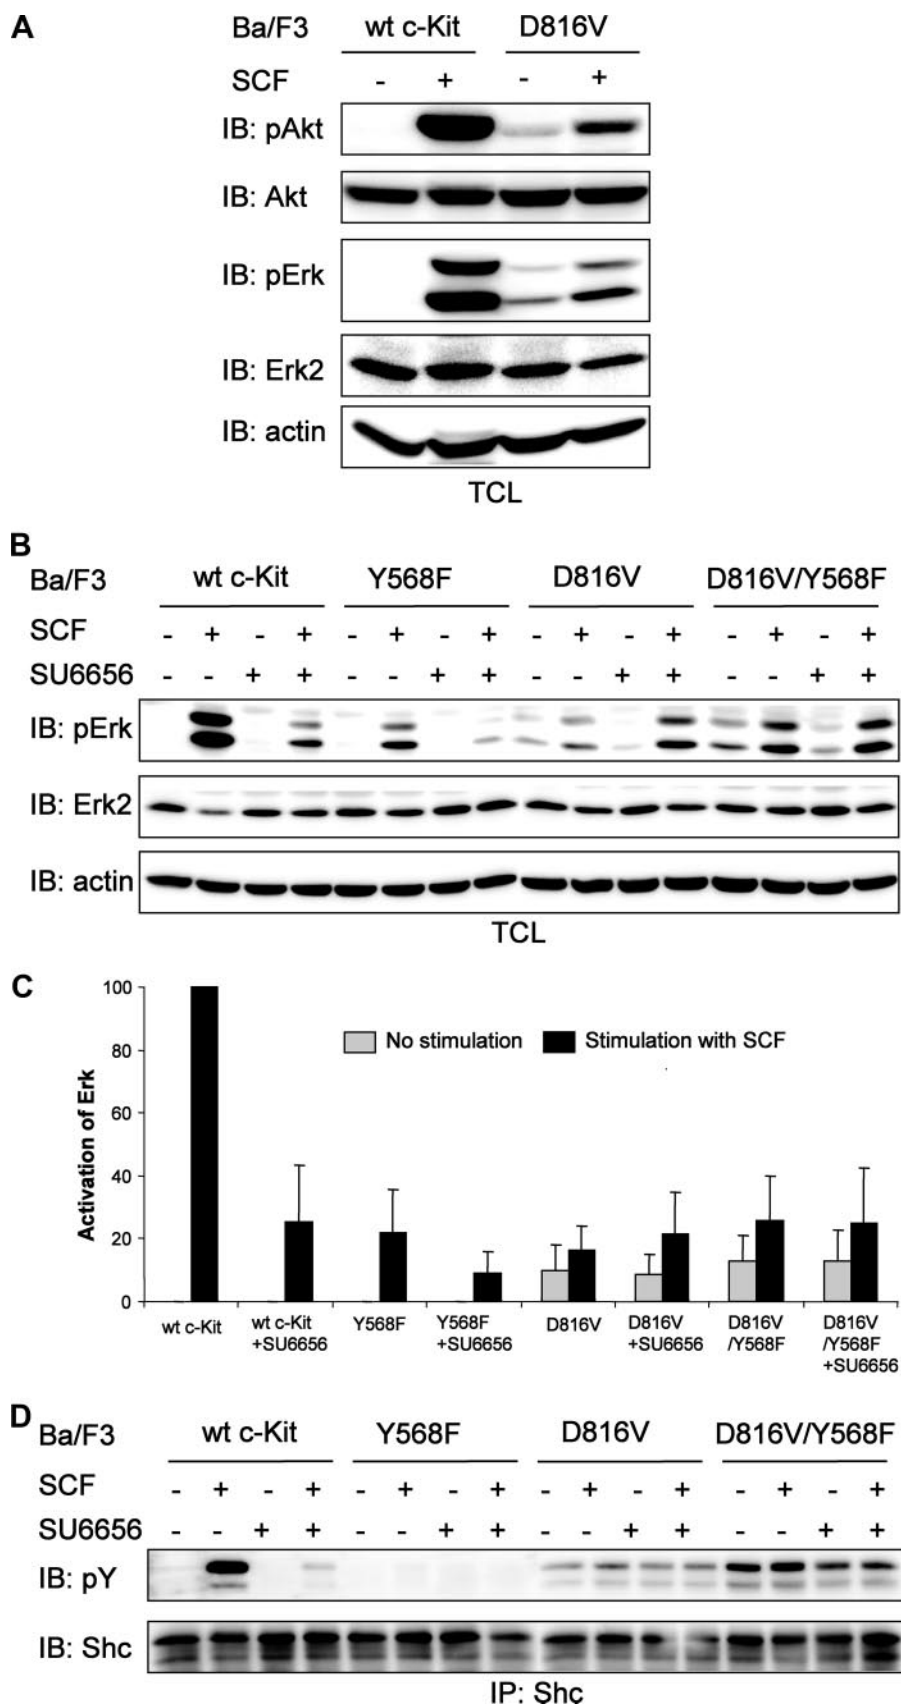 A
Ba/F3 wt c-Kit D816V
SCF - + - +
IB: pAkt
IB: Akt
IB: pErk
IB: Erk2
IB: actin
TCL
B
Ba/F3 wt c-Kit Y568F D816V D816V/Y568F
SCF - + - + - + - + - + - + - + - +
SU6656 - - + + - - + + - - + + - - + +
IB: pErk
IB: Erk2
IB: actin
TCL
C
Activation of Erk
100
80
60
40
20
0
No stimulation Stimulation with SCF
wt c-Kit
wt c-Kit
+SU6656
Y568F
Y568F
+SU6656
D816V
D816V
+SU6656
D816V
/Y568F
D816V
/Y568F
+SU6656
D
Ba/F3 wt c-Kit Y568F D816V D816V/Y568F
SCF - + - + - + - + - + - + - + - +
SU6656 - - + + - - + + - - + + - - + +
IB: pY
IB: Shc
IP: Shc